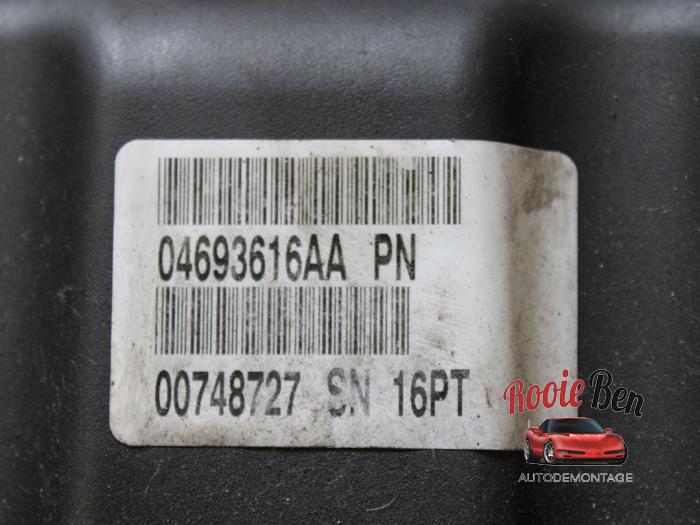 04693616AA PN
00748727 SN 16PT
Rooie Ben
AUTODEMONTAGE